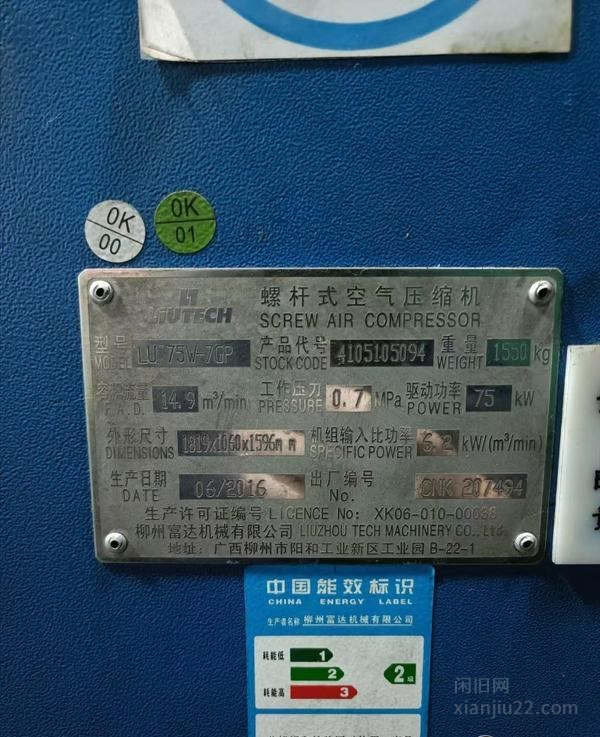 OK
00
OK
01
LIUTECH
螺杆式空气压缩机
SCREW AIR COMPRESSOR
型号 MODEL LU 75W-7GP 产品代号 STOCK CODE 4105105094 重量 WEIGHT 1550 kg
容积流量 F.A.D. 14.9 m³/min 工作压力 PRESSURE 0.7 MPa 驱动功率 POWER 75 kW
外形尺寸 DIMENSIONS 1819x1060x1596m m 机组输入比功率 SPECIFIC POWER 6.2 kW/(m³/min)
生产日期 DATE 06/2016 出厂编号 No. CNK 207494
生产许可证编号 LICENCE No: XK06-010-00038
柳州富达机械有限公司 LIUZHOU TECH MACHINERY CO., Ltd.
地址: 广西柳州市阳和工业新区工业园 B-22-1
中国能效标识
CHINA ENERGY LABEL
生产者名称 柳州富达机械有限公司
耗能低 1
2
2级
耗能高 3
闲旧网
xianjiu22.com